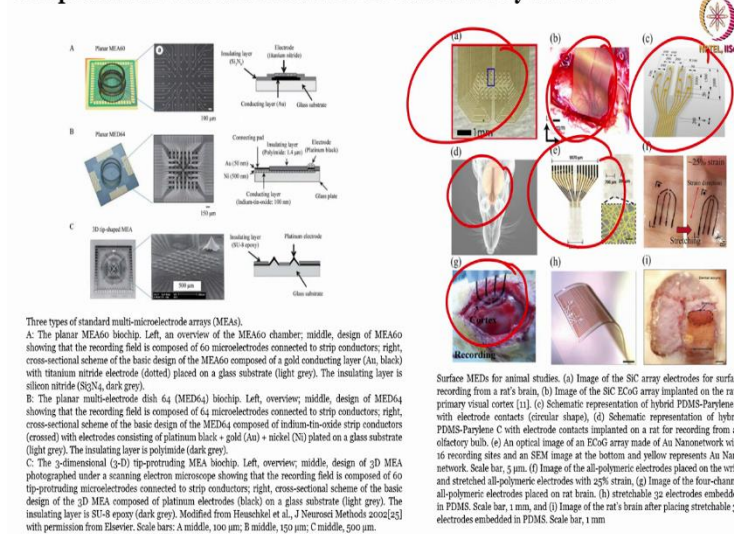 A
Planar MEA60
100 µm
Insulating layer
(Si3N4)
Electrode
(titanium nitride)
Conducting layer (Au)
Glass substrate
B
Planar MED64
150 µm
Connecting pad
Insulating layer
(Polyimide: 1.4 µm)
Electrode
(Platinum black)
Au (50 nm)
Ni (500 nm)
Conducting layer
(Indium-tin-oxide: 100 nm)
Glass plate
C
3D tip-shaped MEA
500 µm
Insulating layer
(SU-8 epoxy)
Platinum electrode
Glass substrate
Three types of standard multi-microelectrode arrays (MEAs).
A: The planar MEA60 biochip. Left, an overview of the MEA60 chamber; middle, design of MEA60
showing that the recording field is composed of 60 microelectrodes connected to strip conductors; right,
cross-sectional scheme of the basic design of the MEA60 composed of a gold conducting layer (Au, black)
with titanium nitride electrode (dotted) placed on a glass substrate (light grey). The insulating layer is
silicon nitride (Si3N4, dark grey).
B: The planar multi-electrode dish 64 (MED64) biochip. Left, overview; middle, design of MED64
showing that the recording field is composed of 64 microelectrodes connected to strip conductors; right,
cross-sectional scheme of the basic design of the MED64 composed of indium-tin-oxide strip conductors
(crossed) with electrodes consisting of platinum black + gold (Au) + nickel (Ni) plated on a glass substrate
(light grey). The insulating layer is polyimide (dark grey).
C: The 3-dimensional (3-D) tip-protruding MEA biochip. Left, overview; middle, design of 3D MEA
photographed under a scanning electron microscope showing that the recording field is composed of 60
tip-protruding microelectrodes connected to strip conductors; right, cross-sectional scheme of the basic
design of the 3D MEA composed of platinum electrodes (black) on a glass substrate (light grey). The
insulating layer is SU-8 epoxy (dark grey). Modified from Heuschkel et al., J Neurosci Methods 2002[25]
with permission from Elsevier. Scale bars: A middle, 100 µm; B middle, 150 µm; C middle, 500 µm.
NPTEL, IISc
(a)
(b)
(c)
1mm
(d)
(e)
(f)
~25% strain
Strain direction
Stretching
(g)
(h)
(i)
Cortex
Recording
Surface MEDs for animal studies. (a) Image of the SiC array electrodes for surfa
recording from a rat's brain, (b) Image of the SiC ECoG array implanted on the ra
primary visual cortex [11]. (c) Schematic representation of hybrid PDMS-Parylene
with electrode contacts (circular shape), (d) Schematic representation of hybr
PDMS-Parylene C with electrode contacts implanted on a rat for recording from a
olfactory bulb. (e) An optical image of an ECoG array made of Au Nanonetwork wi
16 recording sites and an SEM image at the bottom and yellow represents Au Nan
network. Scale bar, 5 µm. (f) Image of the all-polymeric electrodes placed on the wri
and stretched all-polymeric electrodes with 25% strain, (g) Image of the four-chann
all-polymeric electrodes placed on rat brain. (h) stretchable 32 electrodes embedde
in PDMS. Scale bar, 1 mm, and (i) Image of the rat's brain after placing stretchable 3
electrodes embedded in PDMS. Scale bar, 1 mm